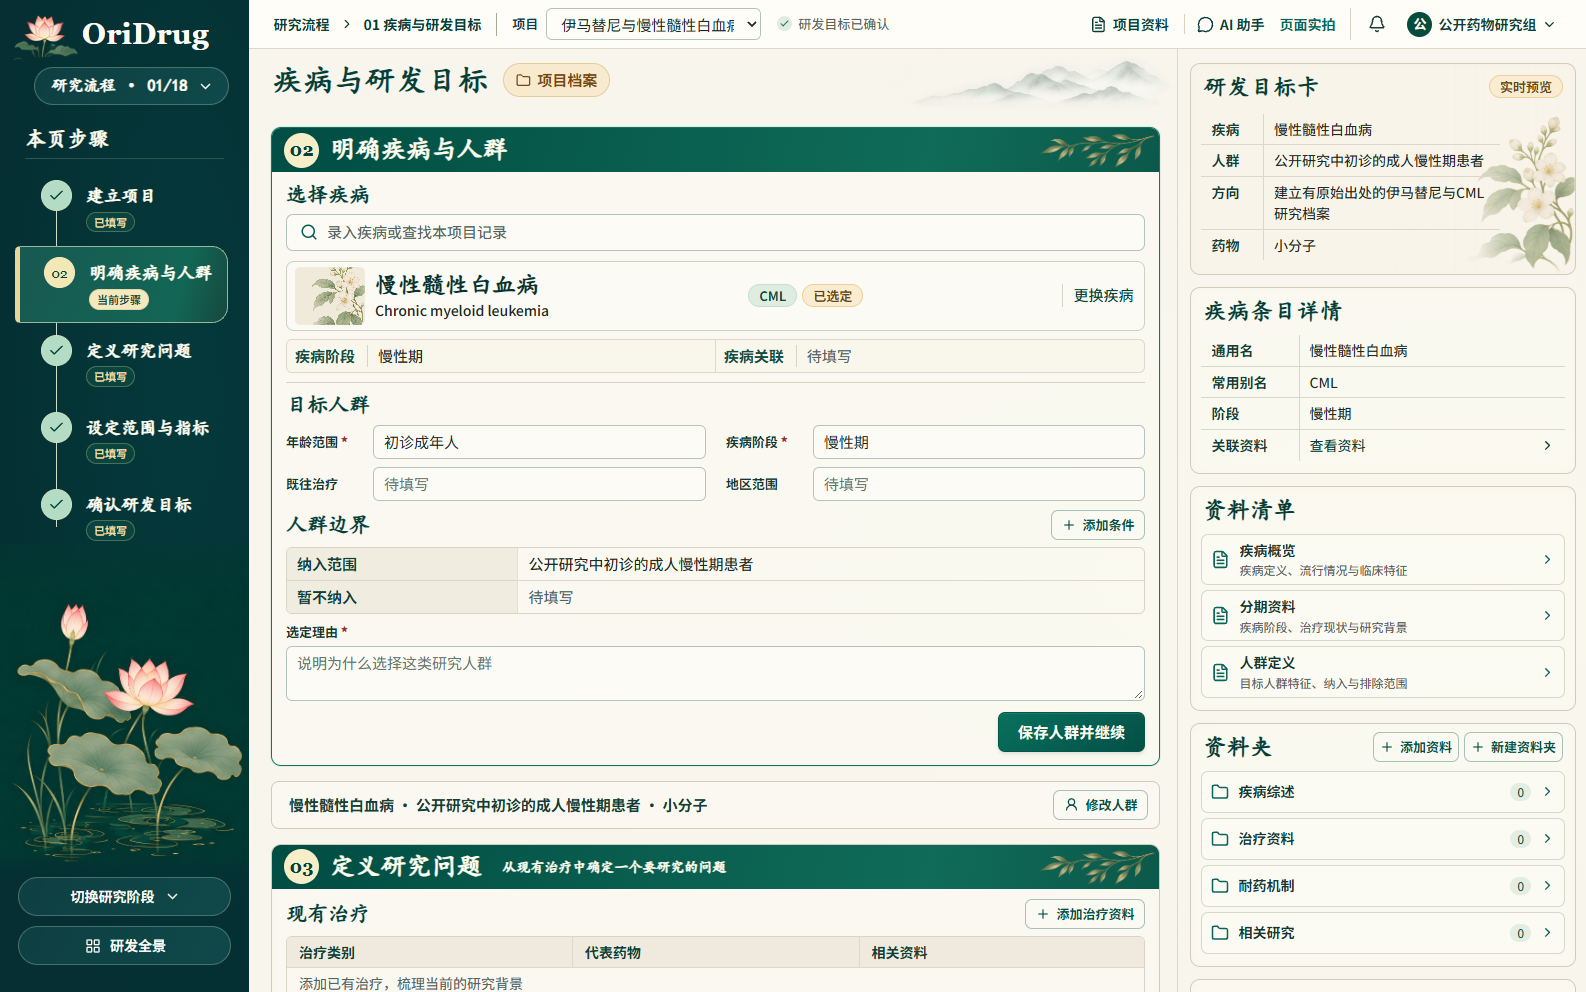 OriDrug
研究流程 • 01/18
本页步骤
建立项目
已填写
02
明确疾病与人群
当前步骤
定义研究问题
已填写
设定范围与指标
已填写
确认研发目标
已填写
切换研究阶段
研发全景
研究流程 > 01 疾病与研发目标
项目
伊马替尼与慢性髓性白血病
研发目标已确认
项目资料
AI 助手
页面实拍
公
公开药物研究组
疾病与研发目标
项目档案
02 明确疾病与人群
选择疾病
录入疾病或查找本项目记录
慢性髓性白血病
Chronic myeloid leukemia
CML
已选定
更换疾病
疾病阶段 慢性期
疾病关联 待填写
目标人群
年龄范围 * 初诊成年人
疾病阶段 * 慢性期
既往治疗 待填写
地区范围 待填写
人群边界
+ 添加条件
纳入范围 公开研究中初诊的成人慢性期患者
暂不纳入 待填写
选定理由 *
说明为什么选择这类研究人群
保存人群并继续
慢性髓性白血病 • 公开研究中初诊的成人慢性期患者 • 小分子
修改人群
03 定义研究问题 从现有治疗中确定一个要研究的问题
现有治疗
+ 添加治疗资料
治疗类别 代表药物 相关资料
添加已有治疗，梳理当前的研究背景
研发目标卡
实时预览
疾病 慢性髓性白血病
人群 公开研究中初诊的成人慢性期患者
方向 建立有原始出处的伊马替尼与CML
研究档案
药物 小分子
疾病条目详情
通用名 慢性髓性白血病
常用别名 CML
阶段 慢性期
关联资料 查看资料
资料清单
疾病概览
疾病定义、流行情况与临床特征
分期资料
疾病阶段、治疗现状与研究背景
人群定义
目标人群特征、纳入与排除范围
资料夹
+ 添加资料
+ 新建资料夹
疾病综述 0
治疗资料 0
耐药机制 0
相关研究 0